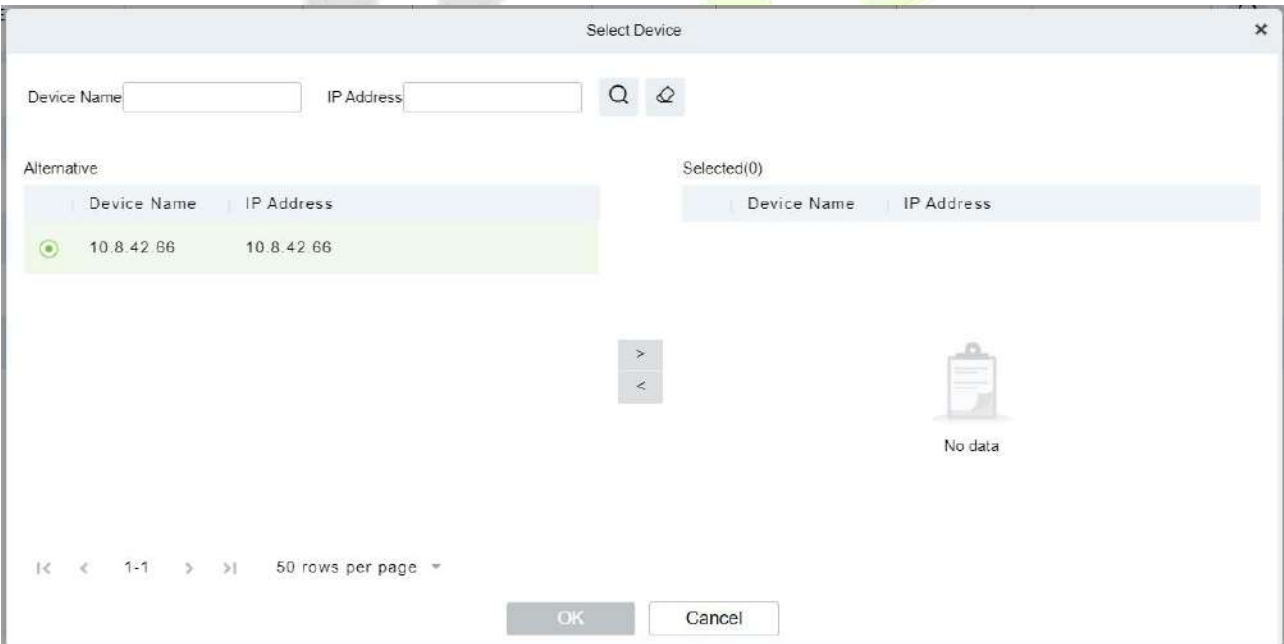 Select Device ×
Device Name IP Address
Alternative Selected(0)
Device Name IP Address Device Name IP Address
10.8.42.66 10.8.42.66
>
<
No data
|< < 1-1 > >| 50 rows per page
OK Cancel